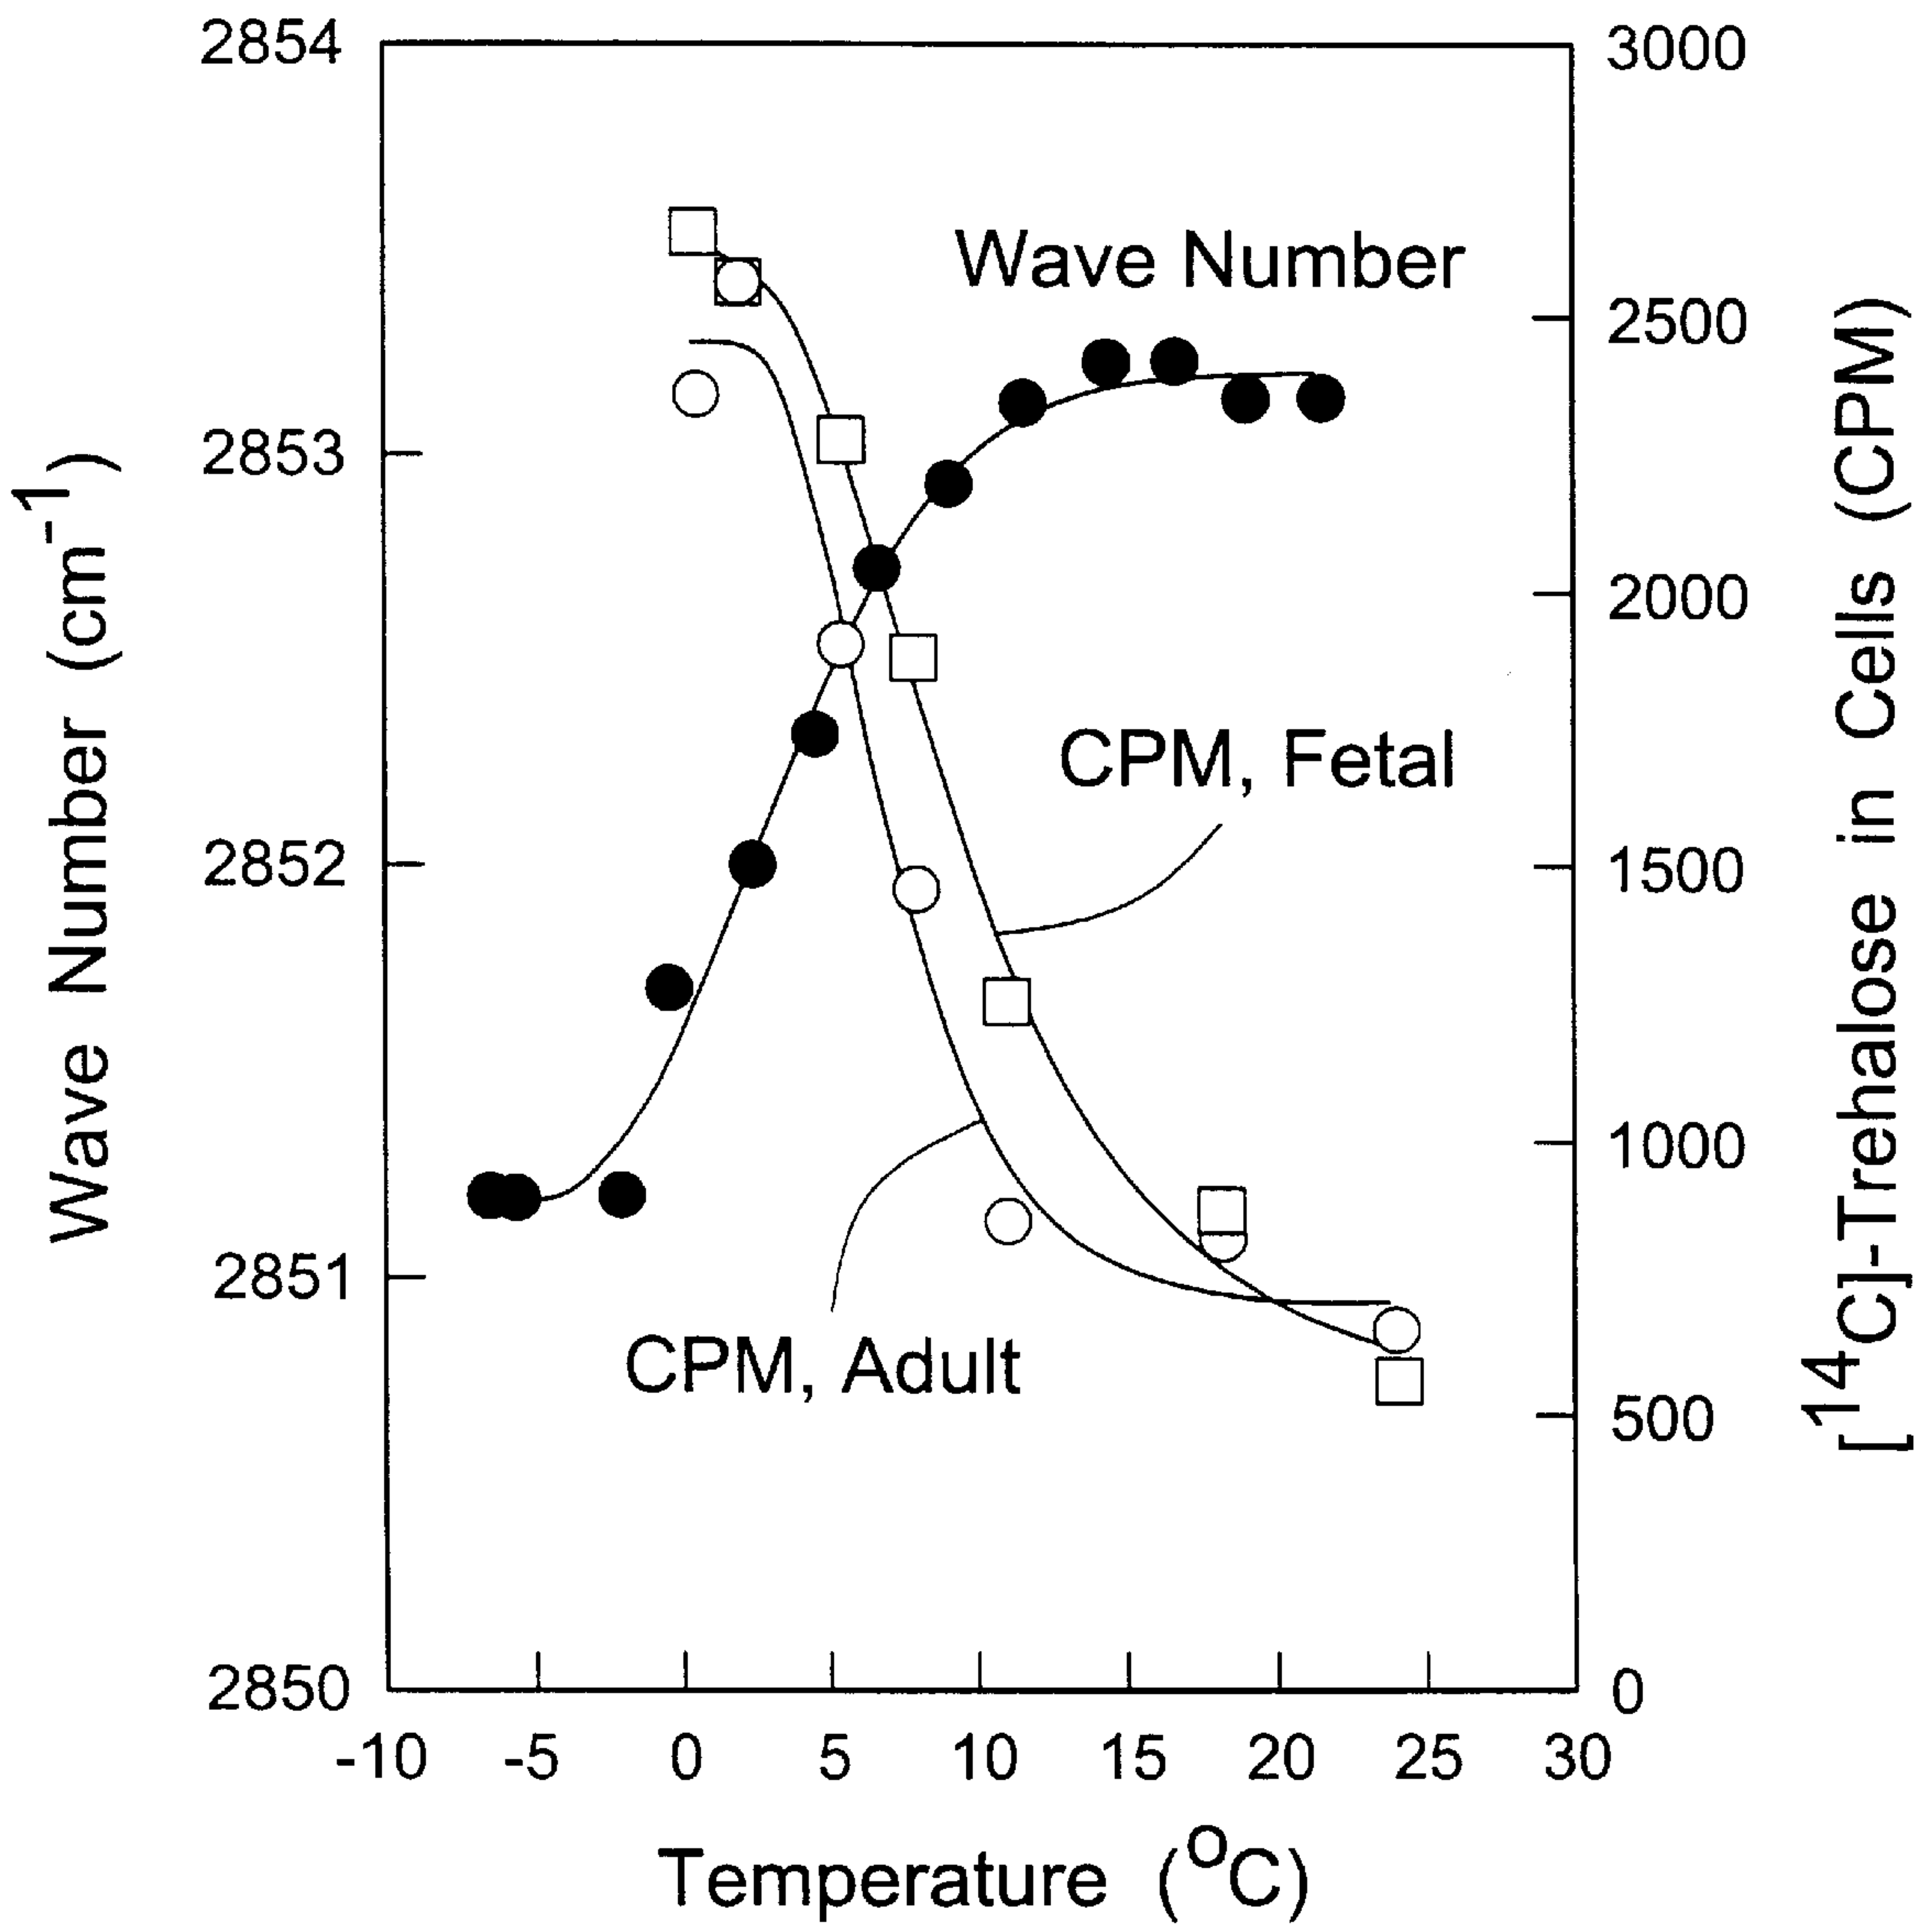 Wave Number (cm⁻¹)
2854
2853
2852
2851
2850
3000
2500
2000
1500
1000
500
0
[¹⁴C]-Trehalose in Cells (CPM)
Wave Number
CPM, Fetal
CPM, Adult
-10 -5 0 5 10 15 20 25 30
Temperature (ºC)